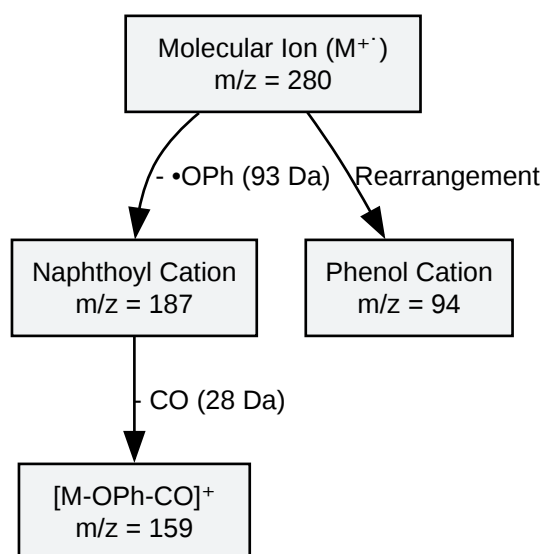 Molecular Ion (M⁺˙)
m/z = 280
- •OPh (93 Da)
Rearrangement
Naphthoyl Cation
m/z = 187
Phenol Cation
m/z = 94
- CO (28 Da)
[M-OPh-CO]⁺
m/z = 159